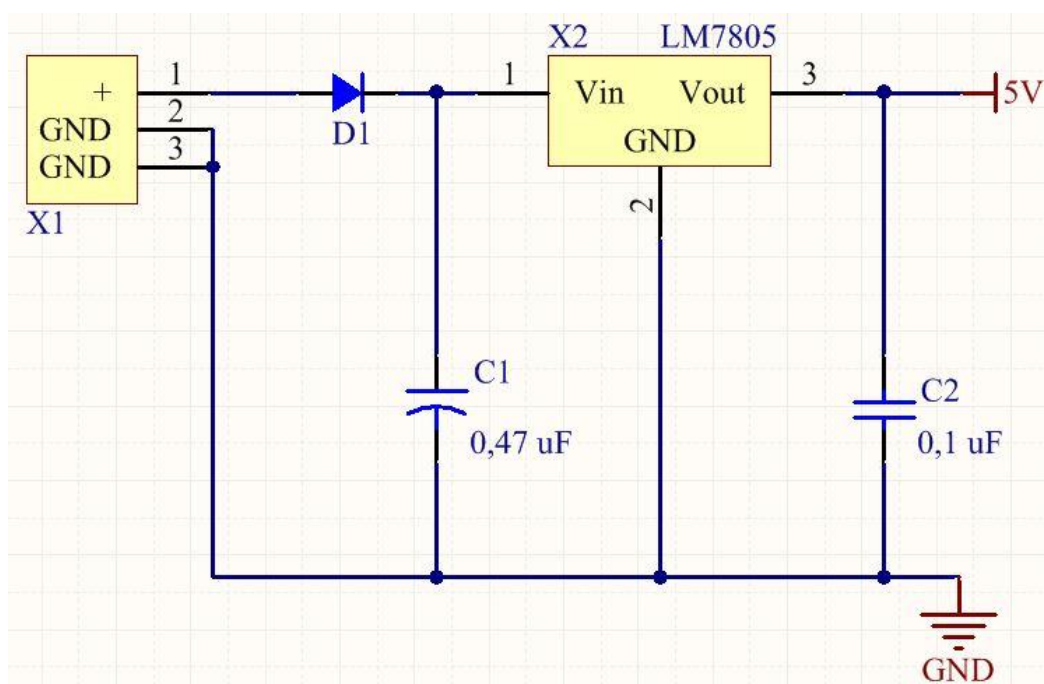 X2 LM7805
1
+
2
GND
3
GND
X1
D1
1
Vin
Vout
GND
3
5V
2
C1
0,47 uF
C2
0,1 uF
GND